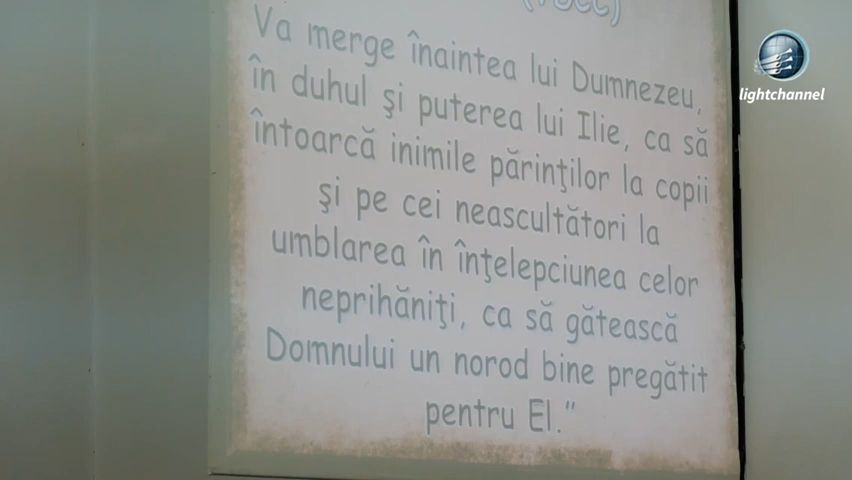 Va merge înaintea lui Dumnezeu,
în duhul şi puterea lui Ilie, ca să
întoarcă inimile părinţilor la copii
şi pe cei neascultători la
umblarea în înţelepciunea celor
neprihăniţi, ca să gătească
Domnului un norod bine pregătit
pentru El.”
lightchannel